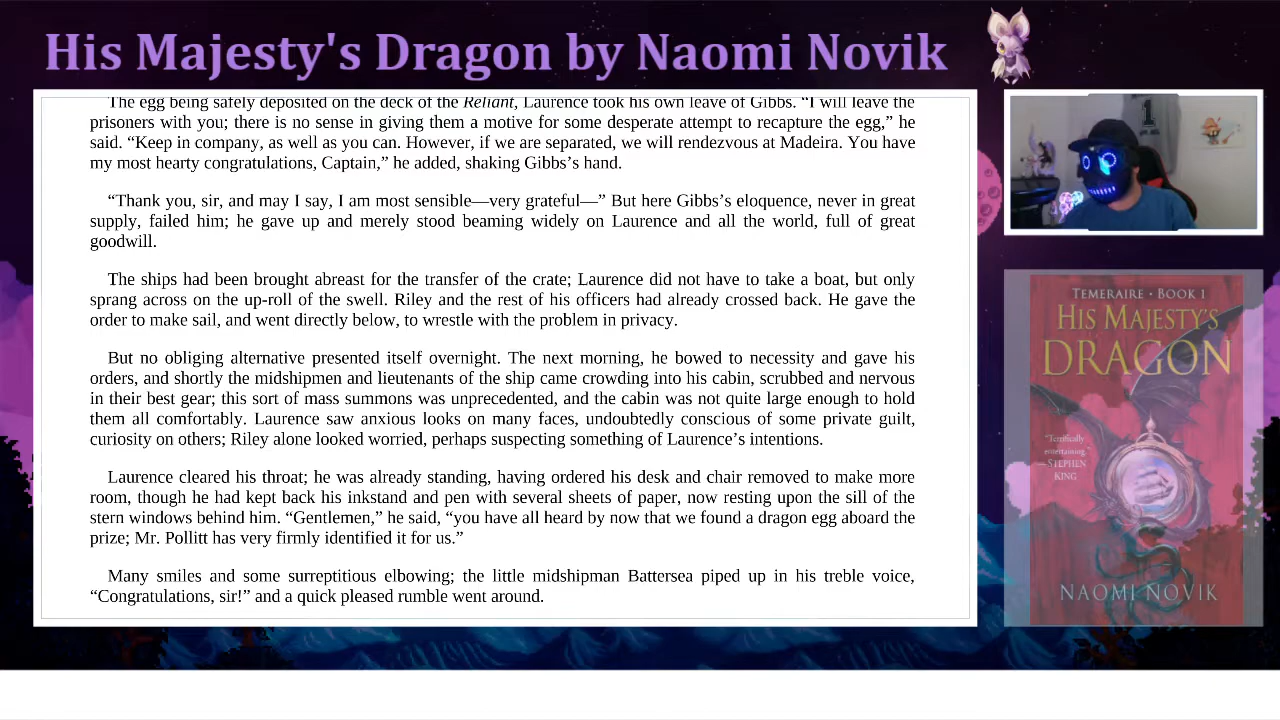 His Majesty's Dragon by Naomi Novik
The egg being safely deposited on the deck of the Reliant, Laurence took his own leave of Gibbs. “I will leave the
prisoners with you; there is no sense in giving them a motive for some desperate attempt to recapture the egg,” he
said. “Keep in company, as well as you can. However, if we are separated, we will rendezvous at Madeira. You have
my most hearty congratulations, Captain,” he added, shaking Gibbs’s hand.
“Thank you, sir, and may I say, I am most sensible—very grateful—” But here Gibbs’s eloquence, never in great
supply, failed him; he gave up and merely stood beaming widely on Laurence and all the world, full of great
goodwill.
The ships had been brought abreast for the transfer of the crate; Laurence did not have to take a boat, but only
sprang across on the up-roll of the swell. Riley and the rest of his officers had already crossed back. He gave the
order to make sail, and went directly below, to wrestle with the problem in privacy.
But no obliging alternative presented itself overnight. The next morning, he bowed to necessity and gave his
orders, and shortly the midshipmen and lieutenants of the ship came crowding into his cabin, scrubbed and nervous
in their best gear; this sort of mass summons was unprecedented, and the cabin was not quite large enough to hold
them all comfortably. Laurence saw anxious looks on many faces, undoubtedly conscious of some private guilt,
curiosity on others; Riley alone looked worried, perhaps suspecting something of Laurence’s intentions.
Laurence cleared his throat; he was already standing, having ordered his desk and chair removed to make more
room, though he had kept back his inkstand and pen with several sheets of paper, now resting upon the sill of the
stern windows behind him. “Gentlemen,” he said, “you have all heard by now that we found a dragon egg aboard the
prize; Mr. Pollitt has very firmly identified it for us.”
Many smiles and some surreptitious elbowing; the little midshipman Battersea piped up in his treble voice,
“Congratulations, sir!” and a quick pleased rumble went around.
1
TEMERAIRE • BOOK 1
HIS MAJESTY'S
DRAGON
“Terrifically
entertaining.”
—STEPHEN
KING
NAOMI NOVIK